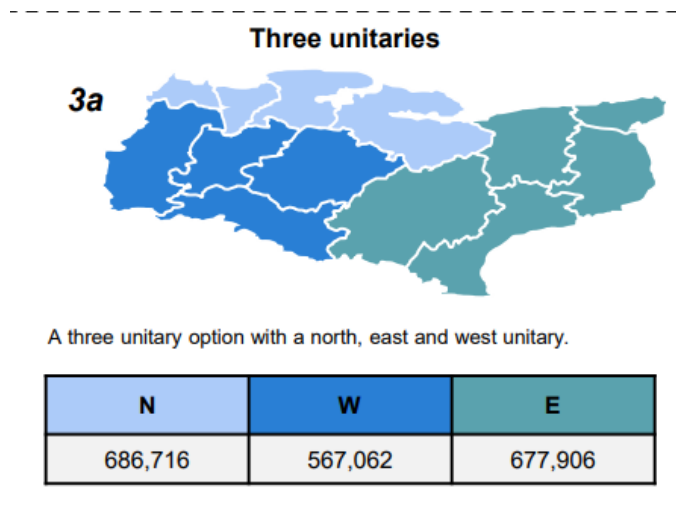 Three unitaries
3a
A three unitary option with a north, east and west unitary.
N W E
686,716 567,062 677,906